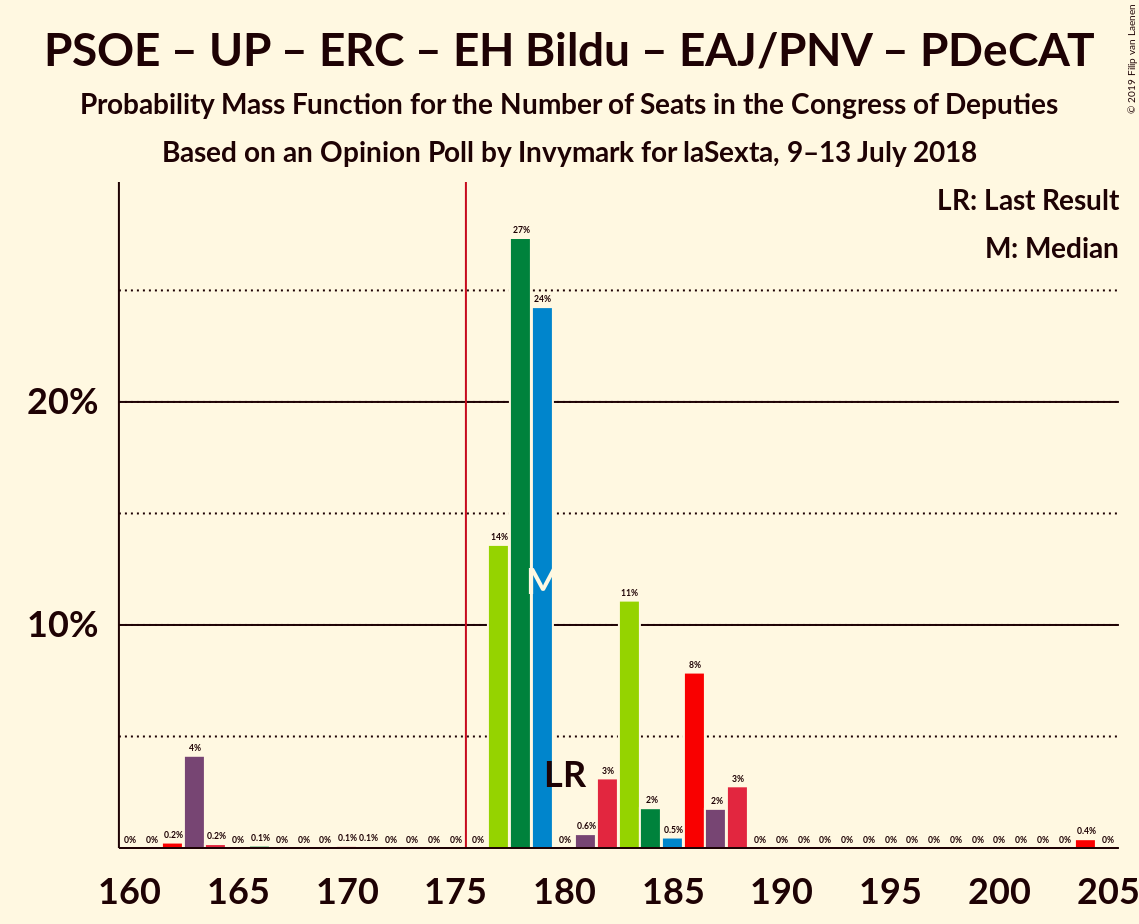 PSOE – UP – ERC – EH Bildu – EAJ/PNV – PDeCAT
Probability Mass Function for the Number of Seats in the Congress of Deputies
Based on an Opinion Poll by Invymark for laSexta, 9–13 July 2018
© 2019 Filip van Laenen
LR: Last Result
M: Median
20%
10%
0% 0% 0.2% 4% 0.2% 0% 0.1% 0% 0% 0% 0.1% 0.1% 0% 0% 0% 0% 0% 14% 27% 24% 0% 0.6% 3% 11% 2% 0.5% 8% 2% 3% 0% 0% 0% 0% 0% 0% 0% 0% 0% 0% 0% 0% 0% 0% 0% 0.4% 0%
M
LR
160 165 170 175 180 185 190 195 200 205